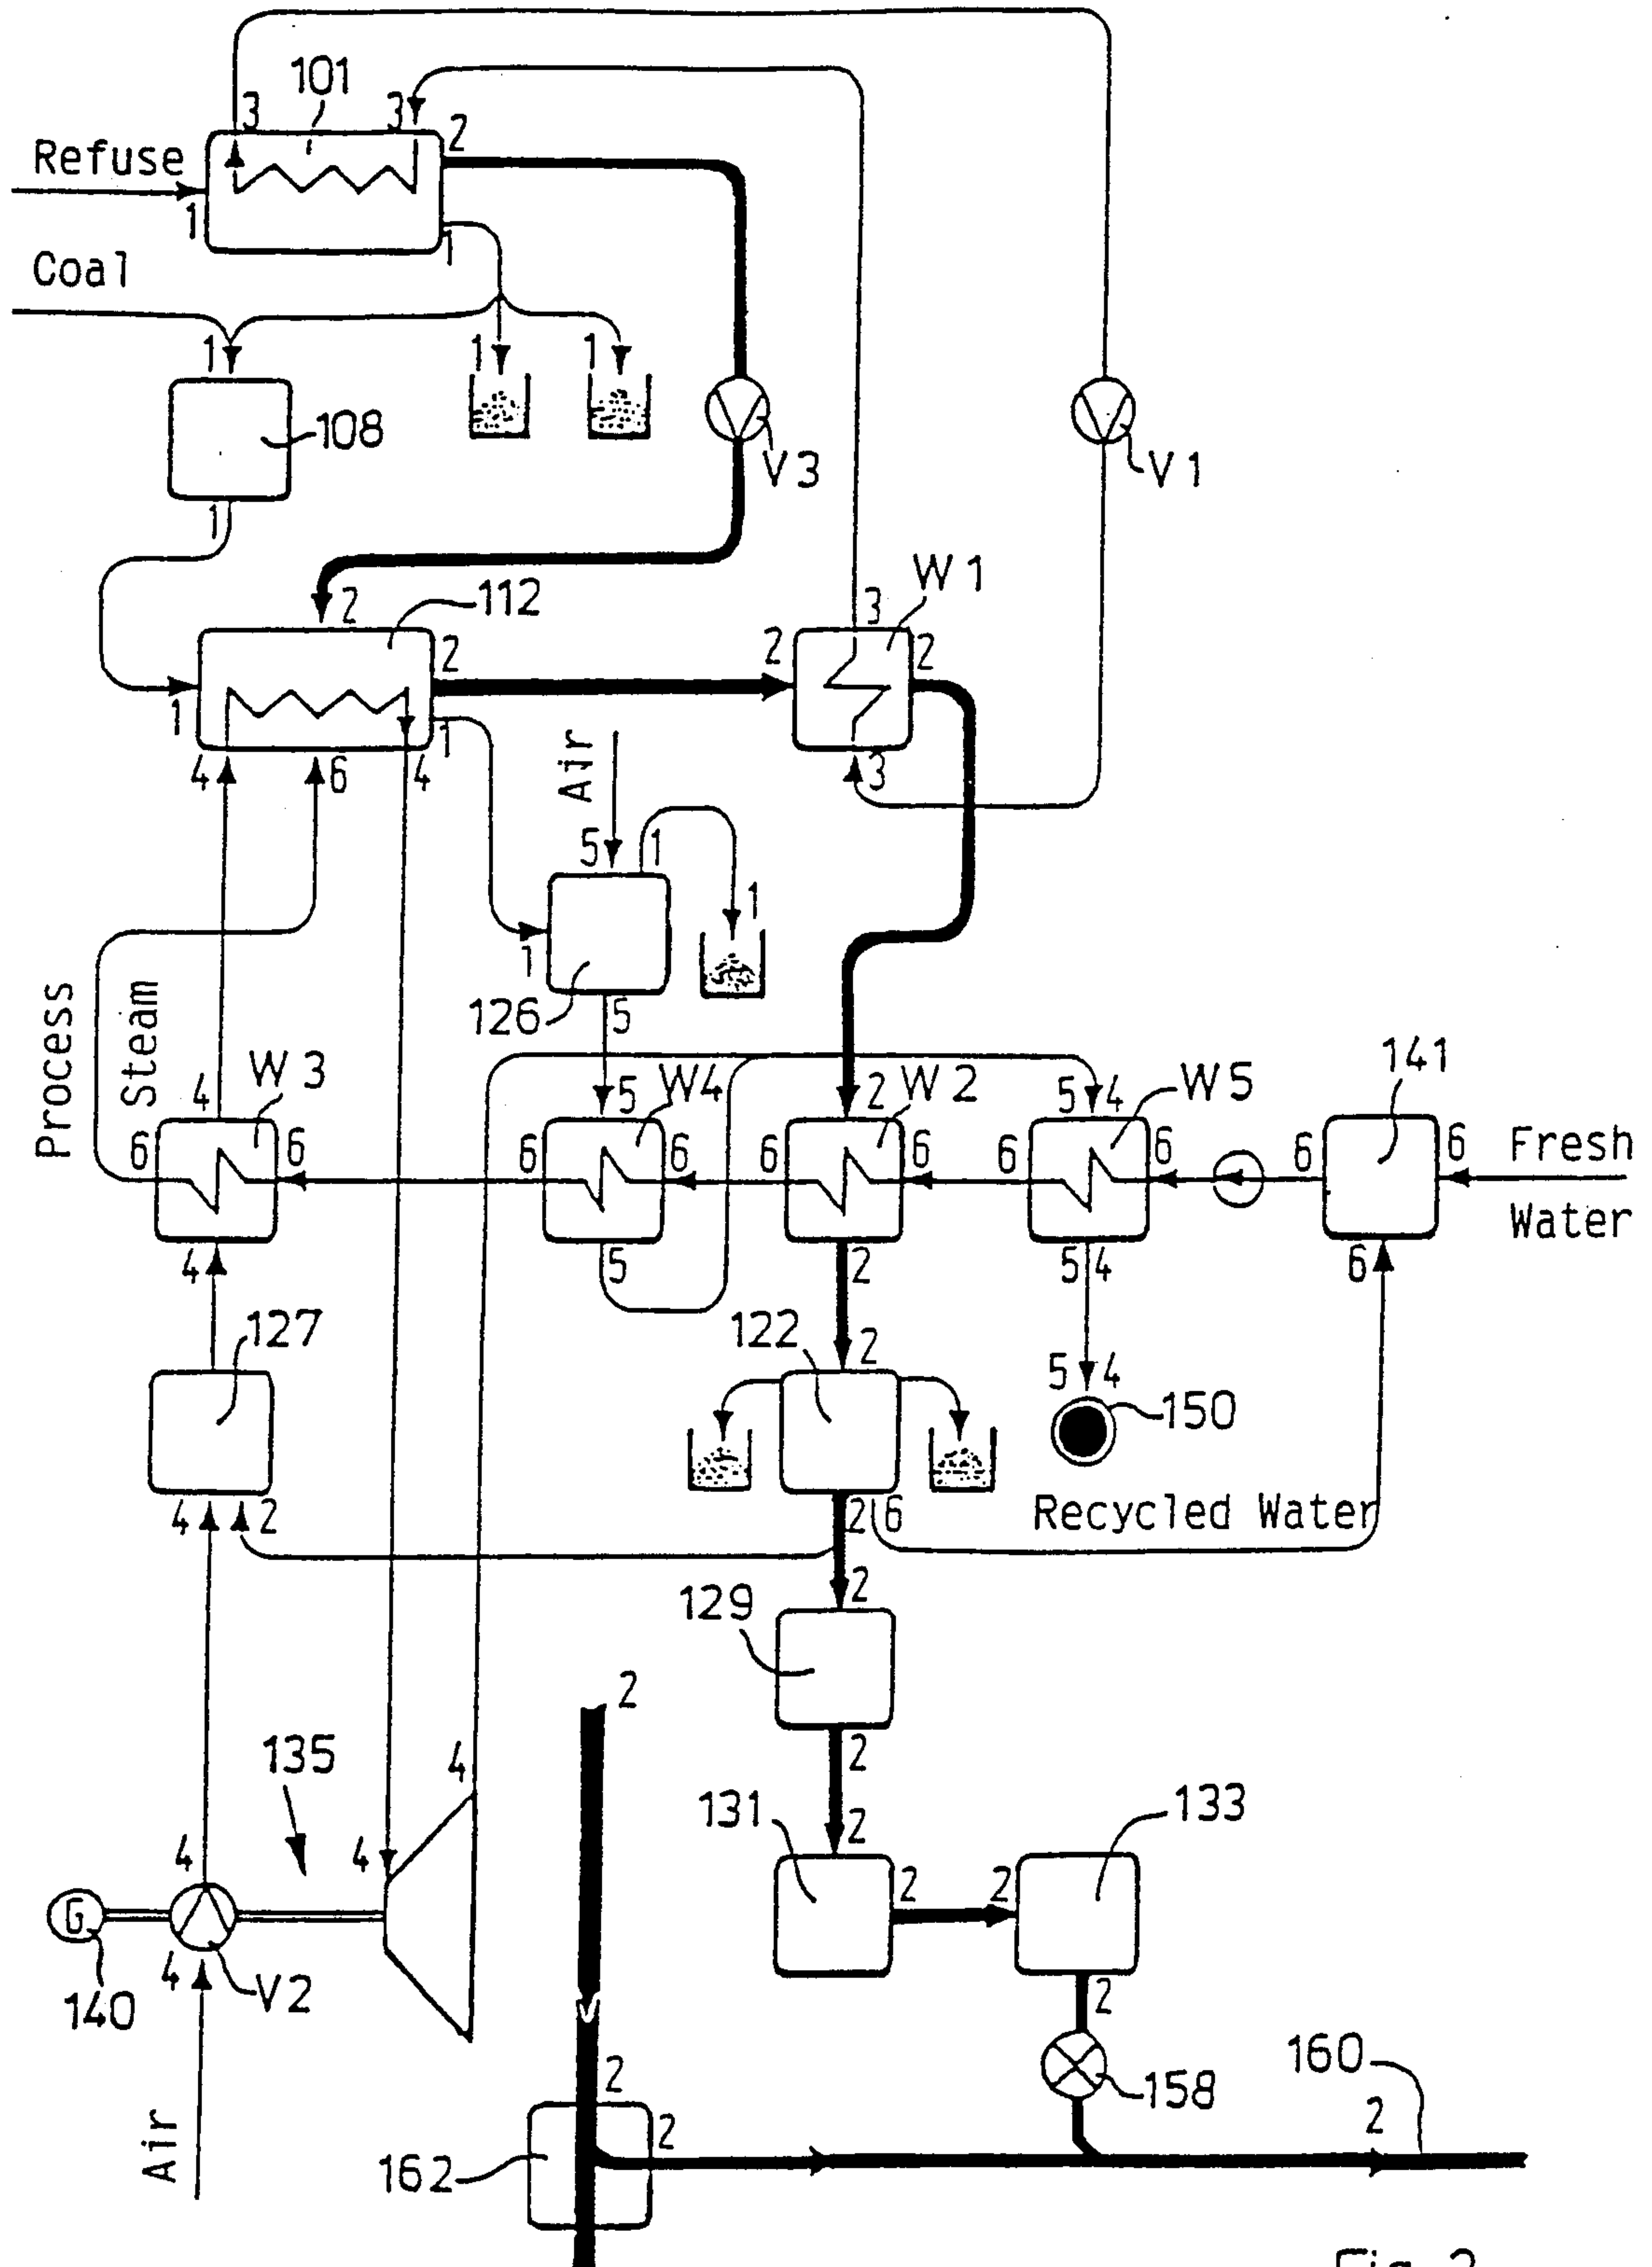 101
3 3 2
Refuse
1 1
Coal
1 1 1
108
V3 V1
1
W1
2 112 3
2 2 2
1 1
4 6 4 3
Air
5 1 1
1
126 5
Process
Steam
141
4 W3 5 W4 2 W2 5 4 W5
6 6 6 6 6 6 6 6 6 6 Fresh
Water
4 5 2 5 4 6
127 122 2 5 4
150
4 2 2 6 Recycled Water
2
129
2
2
135 4 131 2 133
4 4 2 2
G
4 2
140 V2
2 160
158 2
Air 2
162
Fig.